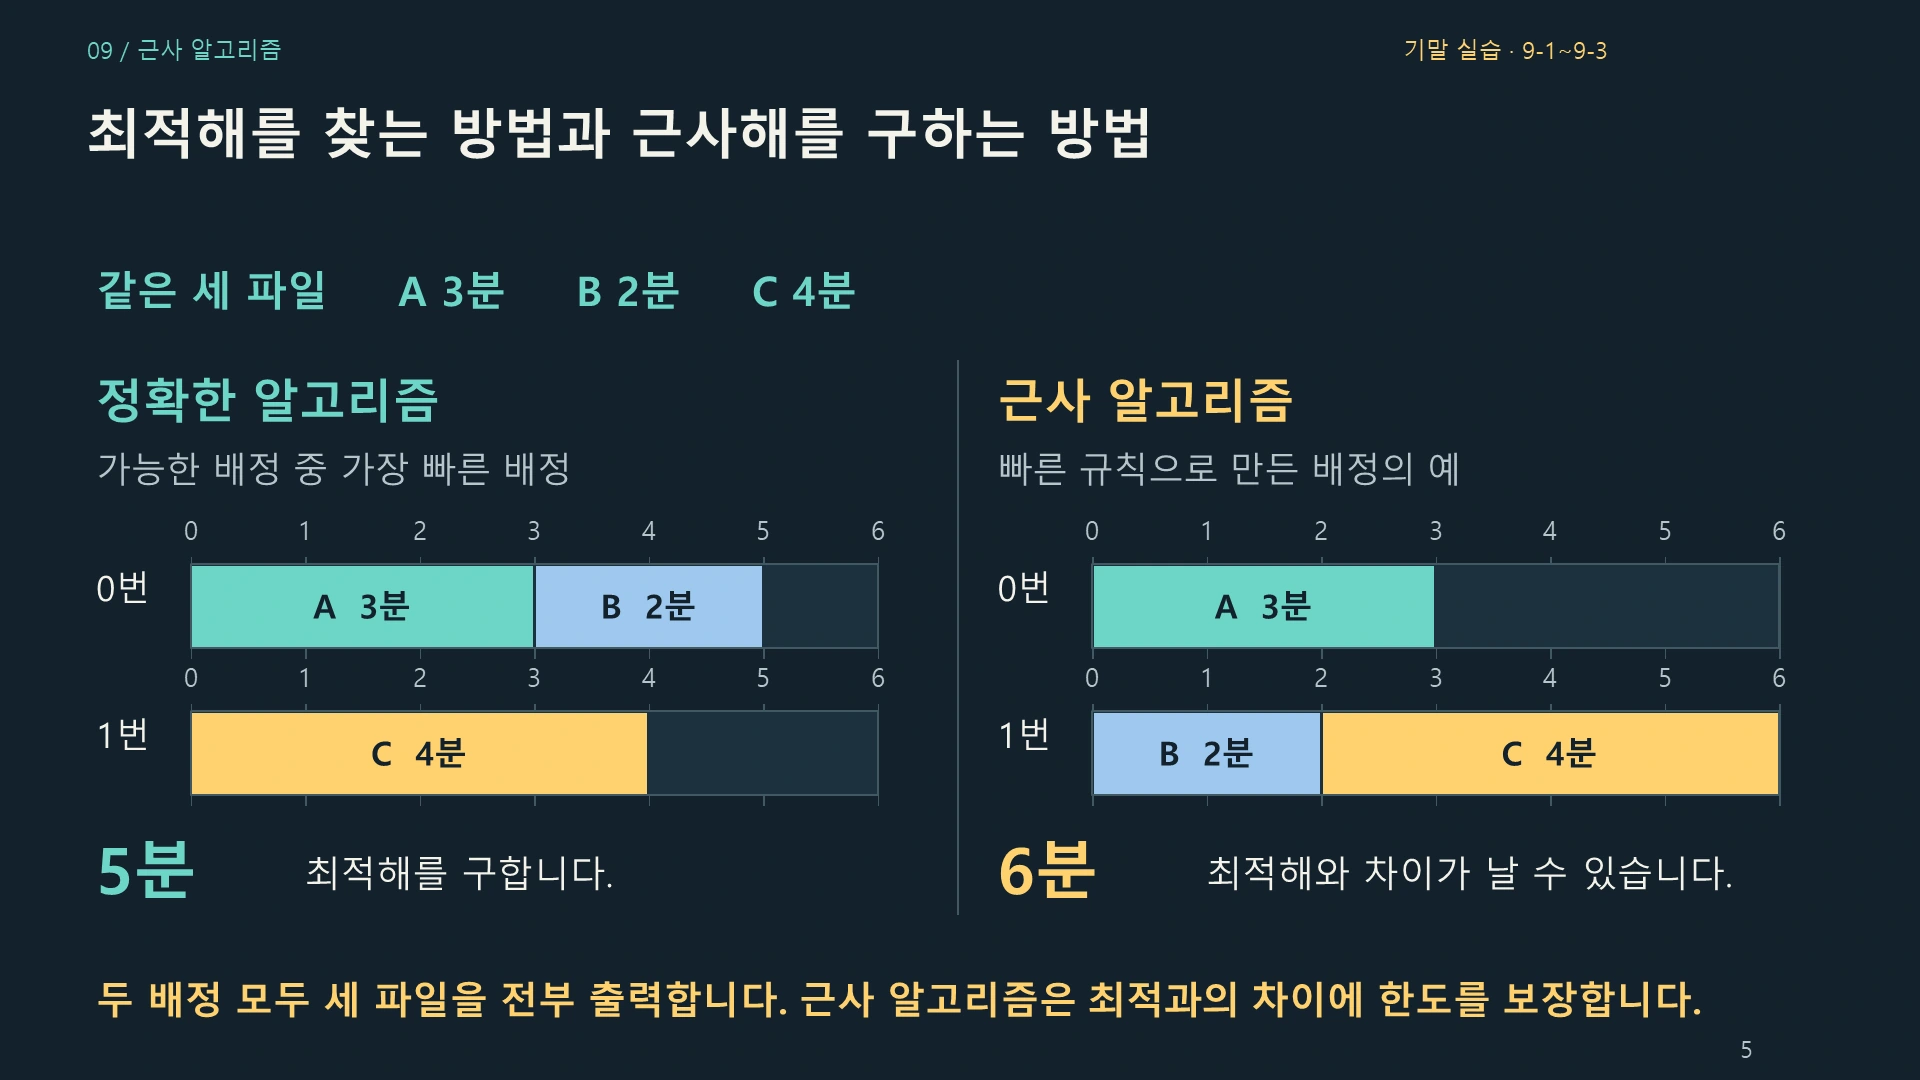 09 / 근사 알고리즘
기말 실습 · 9-1~9-3
최적해를 찾는 방법과 근사해를 구하는 방법
같은 세 파일 A 3분 B 2분 C 4분
정확한 알고리즘
가능한 배정 중 가장 빠른 배정
0 1 2 3 4 5 6
0번 A 3분 B 2분
0 1 2 3 4 5 6
1번 C 4분
5분 최적해를 구합니다.
근사 알고리즘
빠른 규칙으로 만든 배정의 예
0 1 2 3 4 5 6
0번 A 3분
0 1 2 3 4 5 6
1번 B 2분 C 4분
6분 최적해와 차이가 날 수 있습니다.
두 배정 모두 세 파일을 전부 출력합니다. 근사 알고리즘은 최적과의 차이에 한도를 보장합니다.
5